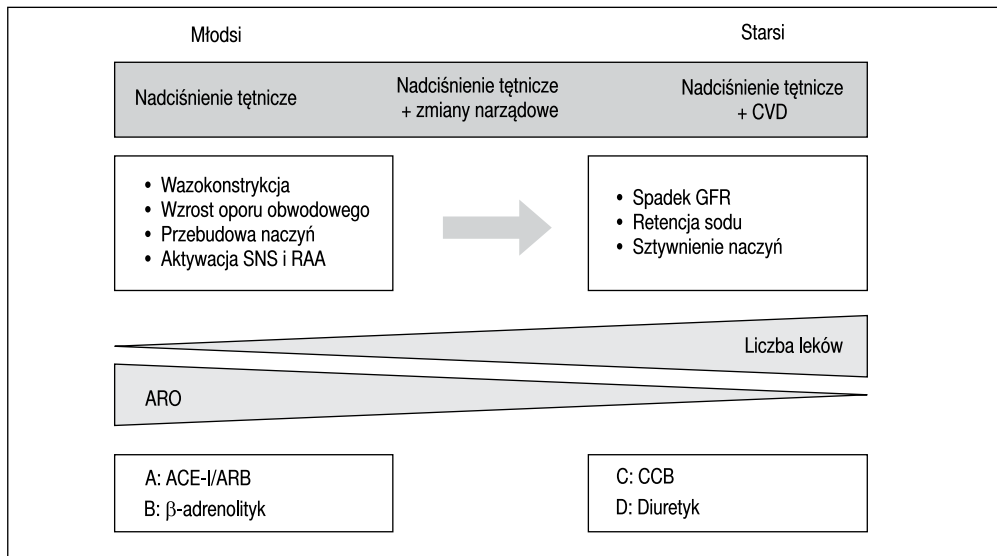 Młodsi
Starsi
Nadciśnienie tętnicze
Nadciśnienie tętnicze
+ zmiany narządowe
Nadciśnienie tętnicze
+ CVD
• Wazokonstrykcja
• Wzrost oporu obwodowego
• Przebudowa naczyń
• Aktywacja SNS i RAA
• Spadek GFR
• Retencja sodu
• Sztywnienie naczyń
Liczba leków
ARO
A: ACE-I/ARB
B: β-adrenolityk
C: CCB
D: Diuretyk